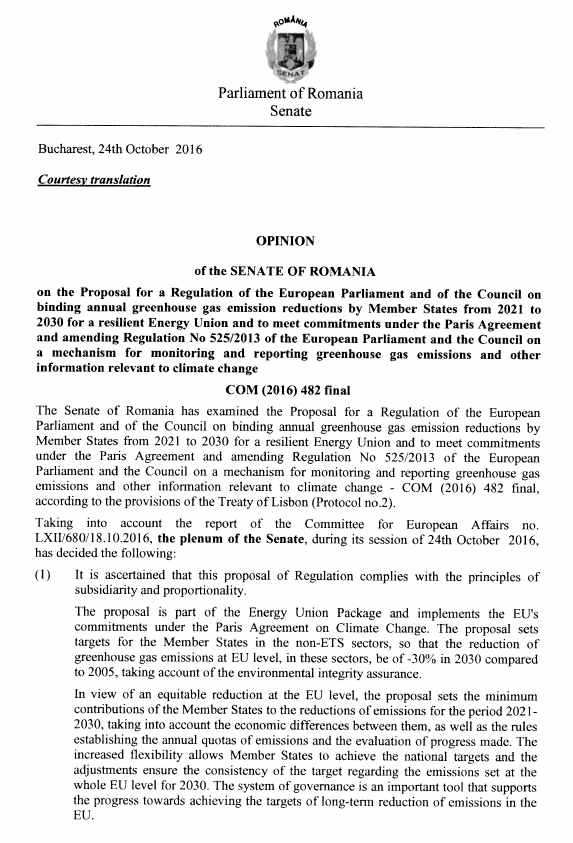 ROMÂNIA
SENAT
Parliament of Romania
Senate
Bucharest, 24th October 2016
Courtesy translation
OPINION
of the SENATE OF ROMANIA
on the Proposal for a Regulation of the European Parliament and of the Council on
binding annual greenhouse gas emission reductions by Member States from 2021 to
2030 for a resilient Energy Union and to meet commitments under the Paris Agreement
and amending Regulation No 525/2013 of the European Parliament and the Council on
a mechanism for monitoring and reporting greenhouse gas emissions and other
information relevant to climate change
COM (2016) 482 final
The Senate of Romania has examined the Proposal for a Regulation of the European
Parliament and of the Council on binding annual greenhouse gas emission reductions by
Member States from 2021 to 2030 for a resilient Energy Union and to meet commitments
under the Paris Agreement and amending Regulation No 525/2013 of the European
Parliament and the Council on a mechanism for monitoring and reporting greenhouse gas
emissions and other information relevant to climate change - COM (2016) 482 final,
according to the provisions of the Treaty of Lisbon (Protocol no.2).
Taking into account the report of the Committee for European Affairs no.
LXII/680/18.10.2016, the plenum of the Senate, during its session of 24th October 2016,
has decided the following:
(1) It is ascertained that this proposal of Regulation complies with the principles of
subsidiarity and proportionality.
The proposal is part of the Energy Union Package and implements the EU's
commitments under the Paris Agreement on Climate Change. The proposal sets
targets for the Member States in the non-ETS sectors, so that the reduction of
greenhouse gas emissions at EU level, in these sectors, be of -30% in 2030 compared
to 2005, taking account of the environmental integrity assurance.
In view of an equitable reduction at the EU level, the proposal sets the minimum
contributions of the Member States to the reductions of emissions for the period 2021-
2030, taking into account the economic differences between them, as well as the rules
establishing the annual quotas of emissions and the evaluation of progress made. The
increased flexibility allows Member States to achieve the national targets and the
adjustments ensure the consistency of the target regarding the emissions set at the
whole EU level for 2030. The system of governance is an important tool that supports
the progress towards achieving the targets of long-term reduction of emissions in the
EU.